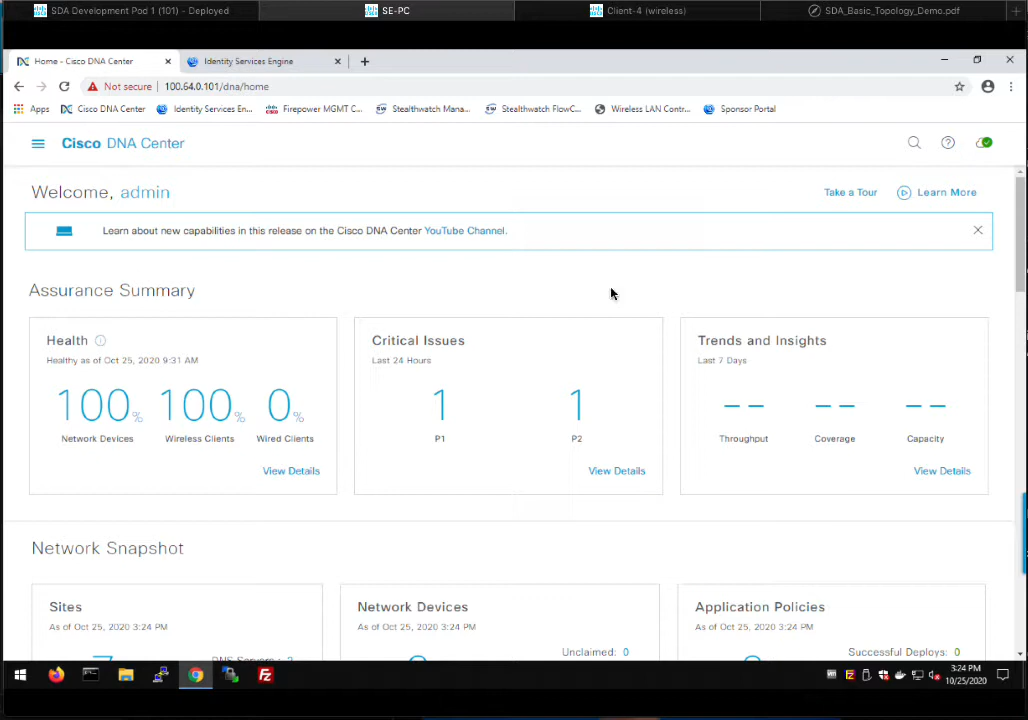 SDA Development Pod 1 (101) - Deployed
SE-PC
Client-4 (wireless)
SDA_Basic_Topology_Demo.pdf
Home - Cisco DNA Center
Identity Services Engine
Not secure
100.64.0.101/dna/home
Apps
Cisco DNA Center
Identity Services En...
Firepower MGMT C...
Stealthwatch Mana...
Stealthwatch FlowC...
Wireless LAN Contr...
Sponsor Portal
Cisco DNA Center
Welcome, admin
Take a Tour
Learn More
Learn about new capabilities in this release on the Cisco DNA Center YouTube Channel.
Assurance Summary
Health
Healthy as of Oct 25, 2020 9:31 AM
100%
Network Devices
100%
Wireless Clients
0%
Wired Clients
View Details
Critical Issues
Last 24 Hours
1
P1
1
P2
View Details
Trends and Insights
Last 7 Days
-- 
Throughput
--
Coverage
--
Capacity
View Details
Network Snapshot
Sites
As of Oct 25, 2020 3:24 PM
Network Devices
As of Oct 25, 2020 3:24 PM
Unclaimed: 0
Application Policies
As of Oct 25, 2020 3:24 PM
Successful Deploys: 0
3:24 PM
10/25/2020